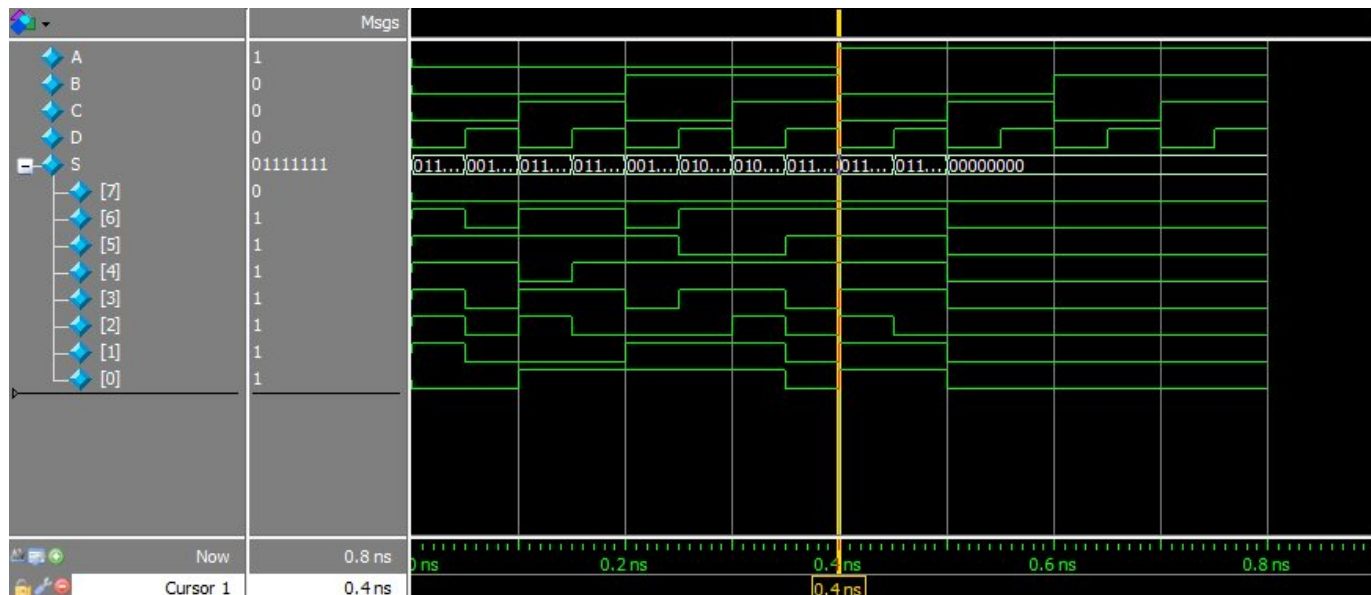 Msgs
A 1
B 0
C 0
D 0
S 01111111 011... 001... 011... 011... 001... 010... 010... 011... 011... 011... 00000000
[7] 0
[6] 1
[5] 1
[4] 1
[3] 1
[2] 1
[1] 1
[0] 1
Now 0.8 ns ns 0.2 ns 0.4 ns 0.6 ns 0.8 ns
Cursor 1 0.4 ns 0.4 ns